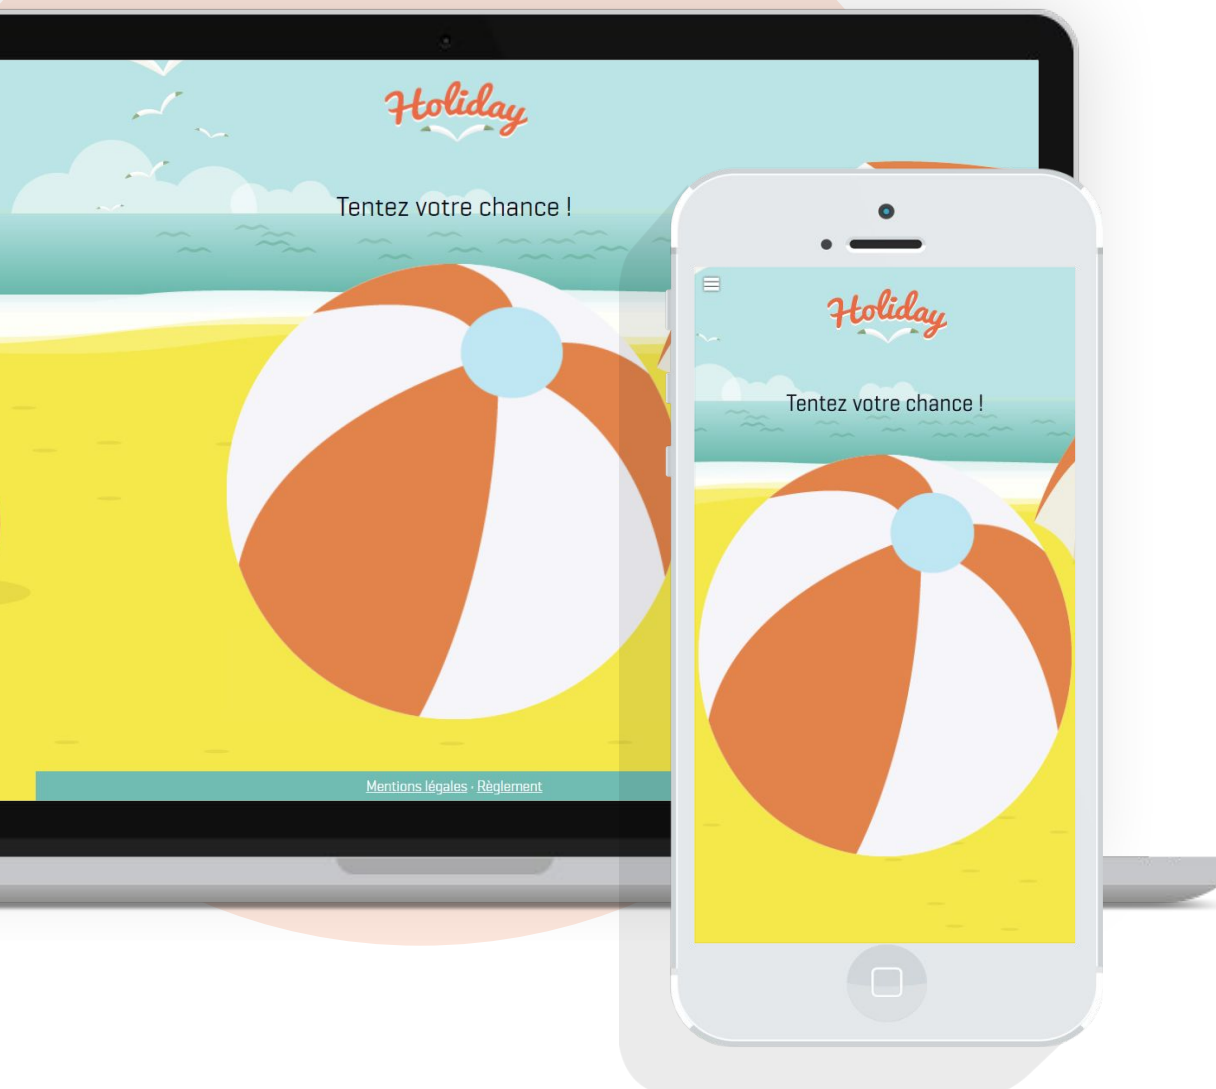 Holiday
Tentez votre chance !
Mentions légales · Règlement
Holiday
Tentez votre chance !